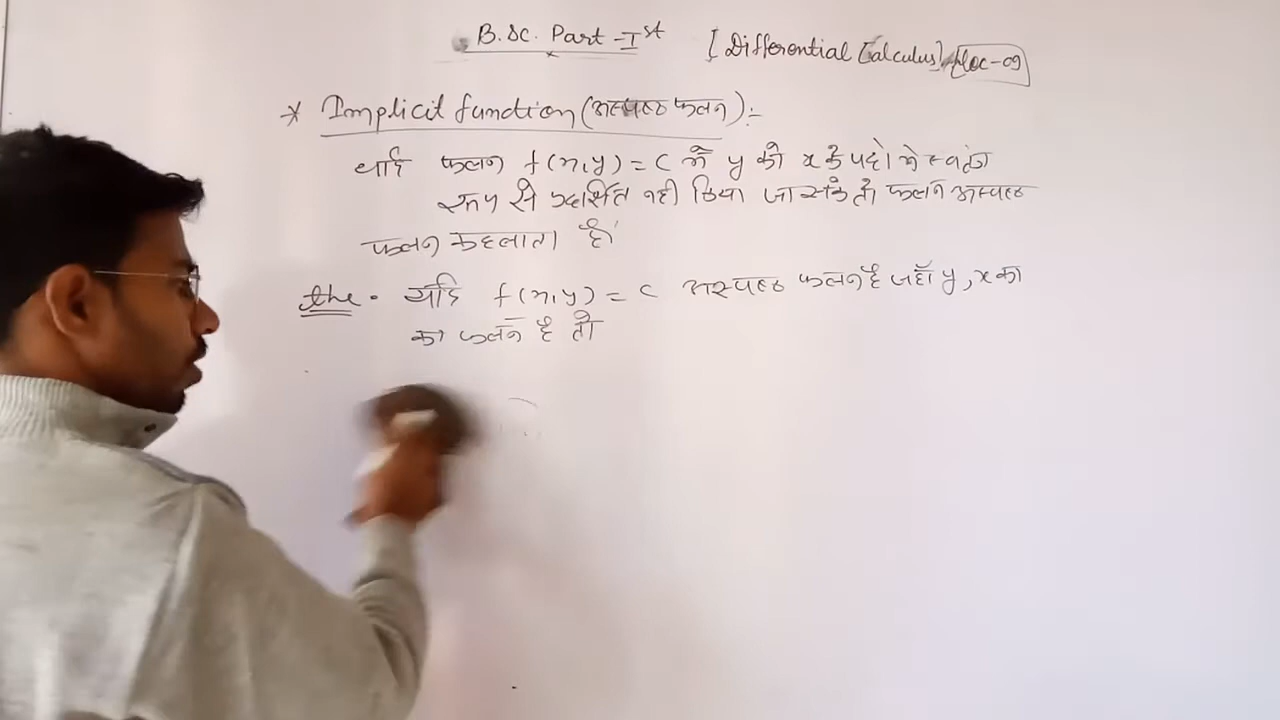 B.Sc. Part-Ist [Differential Calculus] Lec-09
* Implicit function (अस्पष्ट फलन) :-
यदि फलन f(x,y) = c में y को x के पदों में स्वतंत्र
रूप से प्रदर्शित नही किया जा सके तो फलन अस्पष्ट
फलन कहलाता है।
the. यदि f(x,y) = c अस्पष्ट फलन है जहाँ y, x का
का फलन है तो